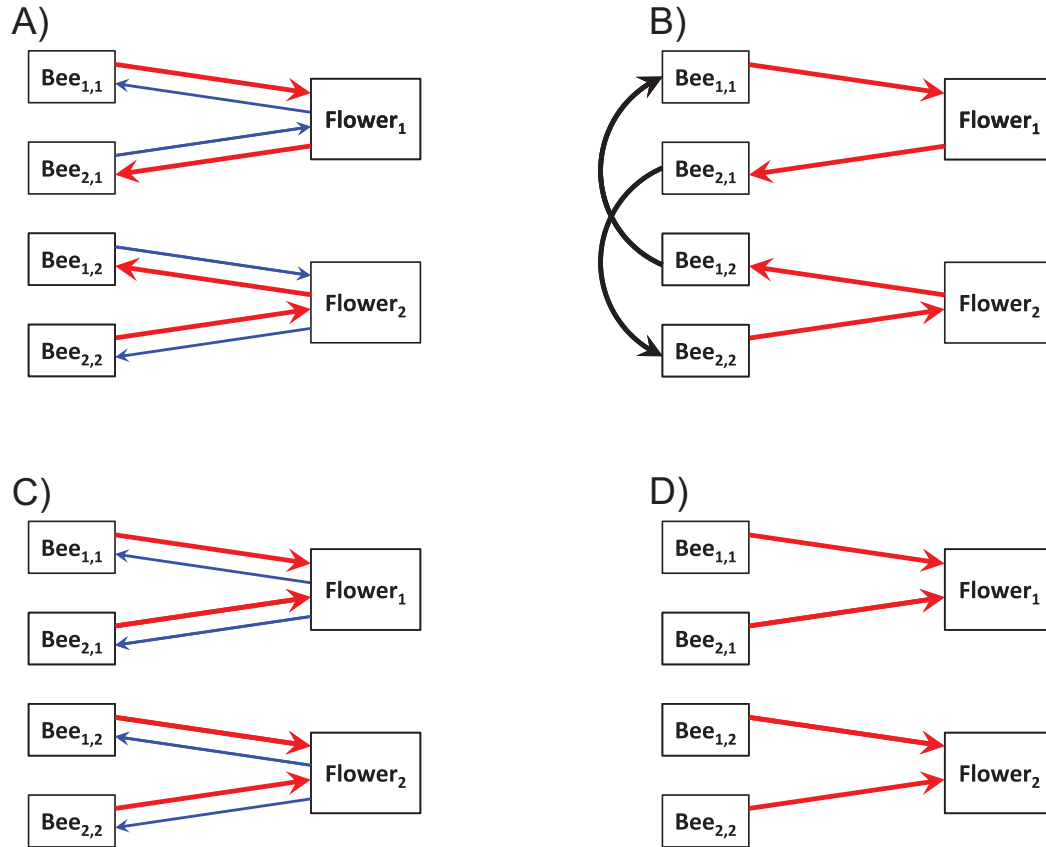 A)
Bee1,1
Flower1
Bee2,1
Bee1,2
Flower2
Bee2,2
B)
Bee1,1
Flower1
Bee2,1
Bee1,2
Flower2
Bee2,2
C)
Bee1,1
Flower1
Bee2,1
Bee1,2
Flower2
Bee2,2
D)
Bee1,1
Flower1
Bee2,1
Bee1,2
Flower2
Bee2,2